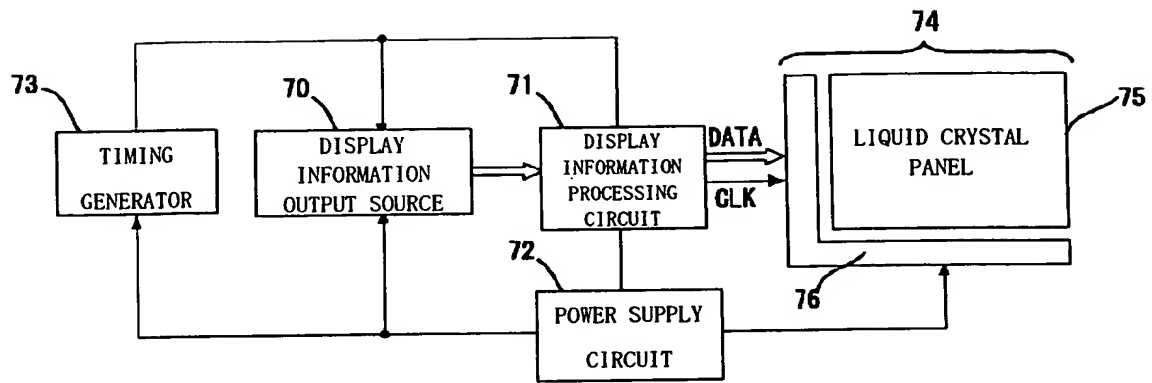 74
73
70
71
75
TIMING
GENERATOR
DISPLAY
INFORMATION
OUTPUT SOURCE
DISPLAY
INFORMATION
PROCESSING
CIRCUIT
DATA
CLK
LIQUID CRYSTAL
PANEL
72
76
POWER SUPPLY
CIRCUIT